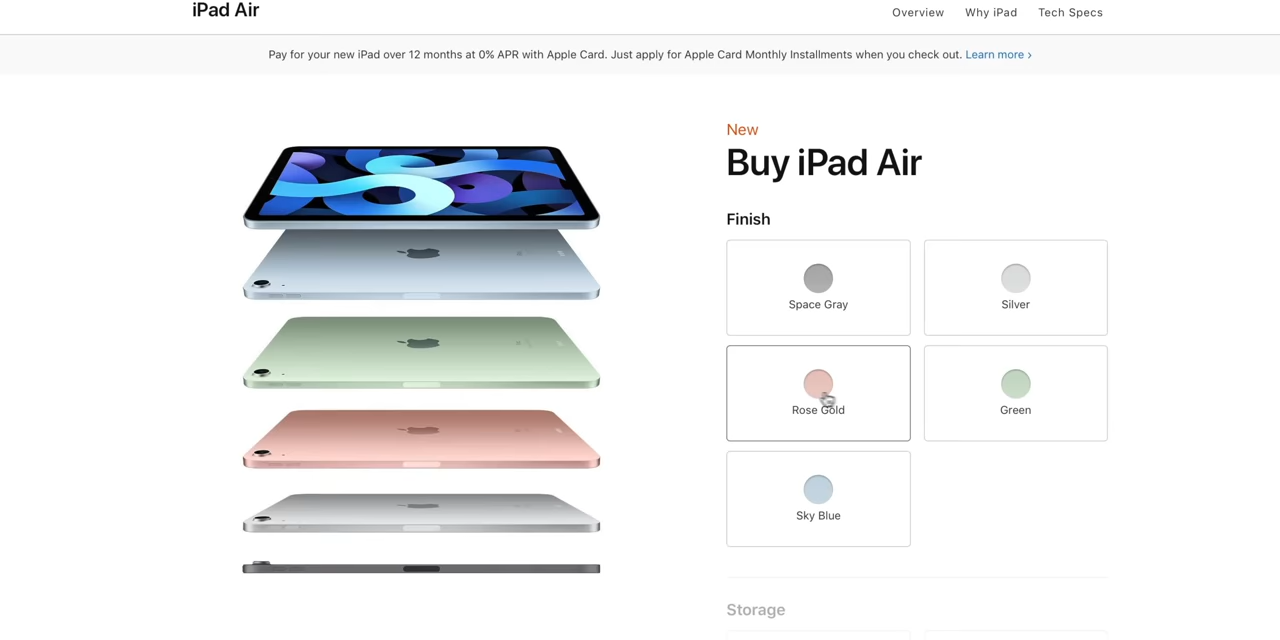 iPad Air
Overview Why iPad Tech Specs
Pay for your new iPad over 12 months at 0% APR with Apple Card. Just apply for Apple Card Monthly Installments when you check out. Learn more ›
New
Buy iPad Air
Finish
Space Gray
Silver
Rose Gold
Green
Sky Blue
Storage